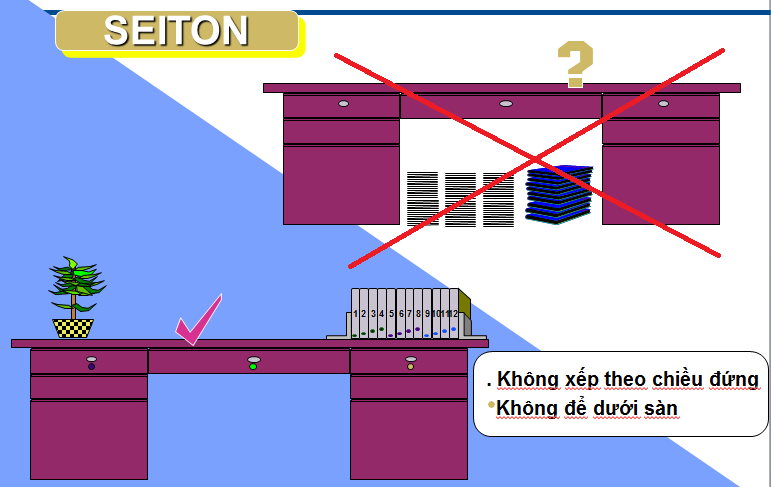 SEITON
?
1 2 3 4 5 6 7 8 9 10 11 12
. Không xếp theo chiều đứng
•Không để dưới sàn